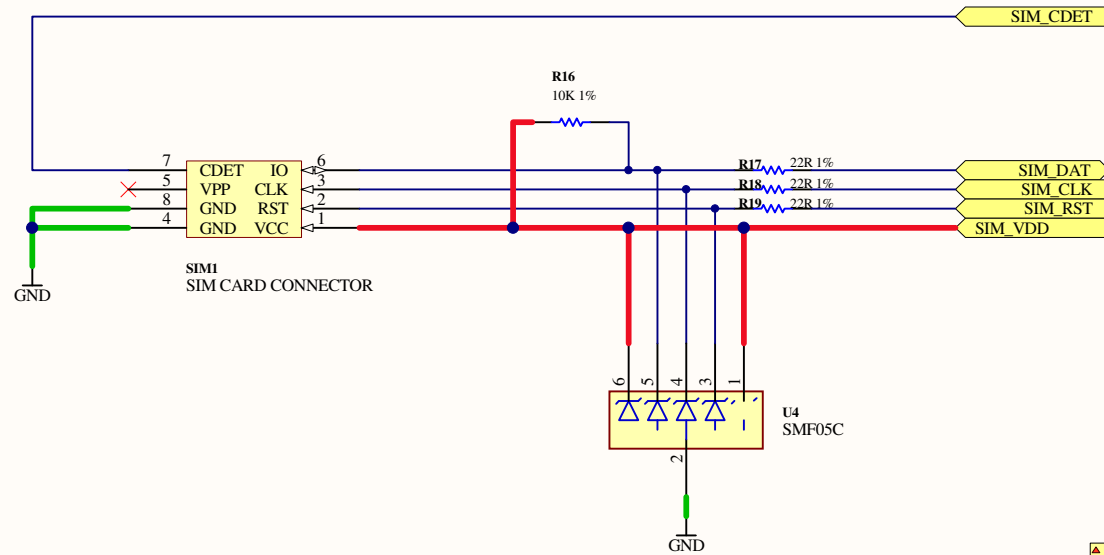 SIM_CDET
R16
10K 1%
7 CDET IO 6
5 VPP CLK 3
8 GND RST 2
4 GND VCC 1
R17 22R 1% SIM_DAT
R18 22R 1% SIM_CLK
R19 22R 1% SIM_RST
SIM_VDD
SIM1
SIM CARD CONNECTOR
GND
6 5 4 3 1
U4
SMF05C
2
GND